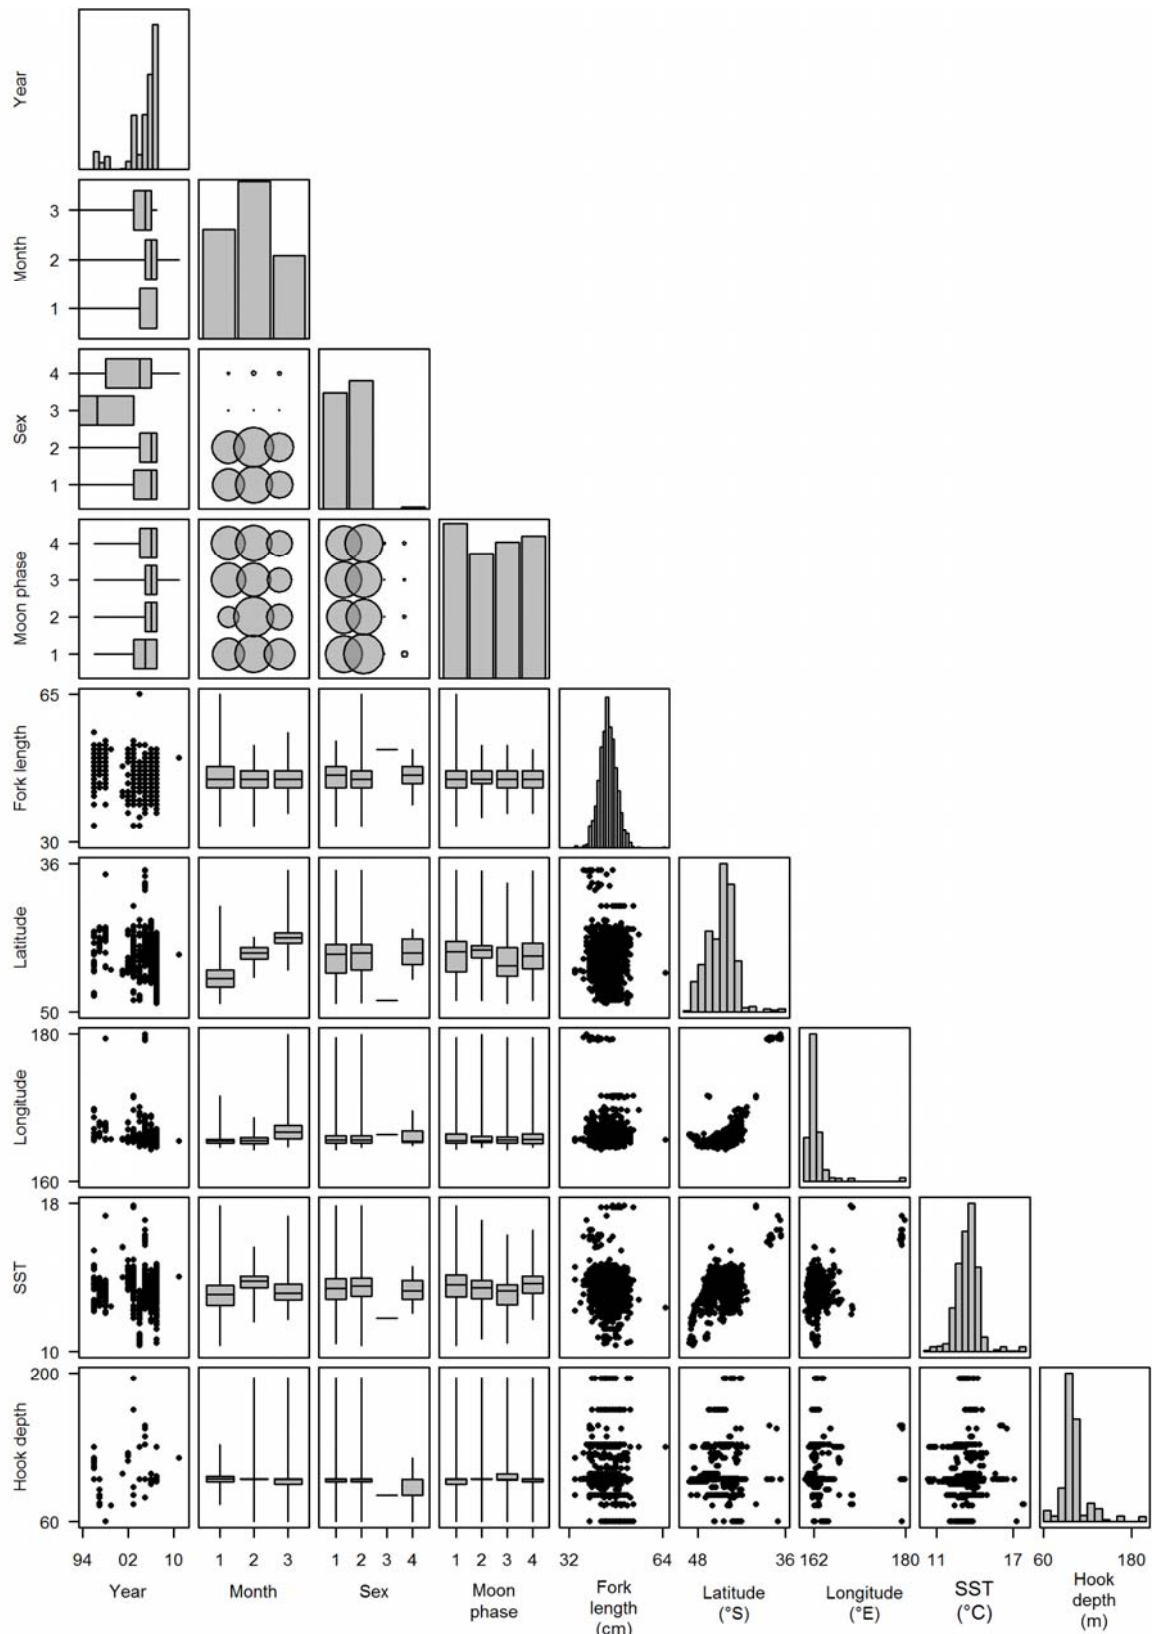 Year
3
2
1
Month
4
3
2
1
Sex
4
3
2
1
Moon phase
65
30
Fork length
36
50
Latitude
180
160
Longitude
18
10
SST
200
60
Hook depth
94 02 10 1 2 3 1 2 3 4 1 2 3 4 32 64 48 36 162 180 11 17 60 180
Year
Month
Sex
Moon
phase
Fork
length
(cm)
Latitude
(°S)
Longitude
(°E)
SST
(°C)
Hook
depth
(m)